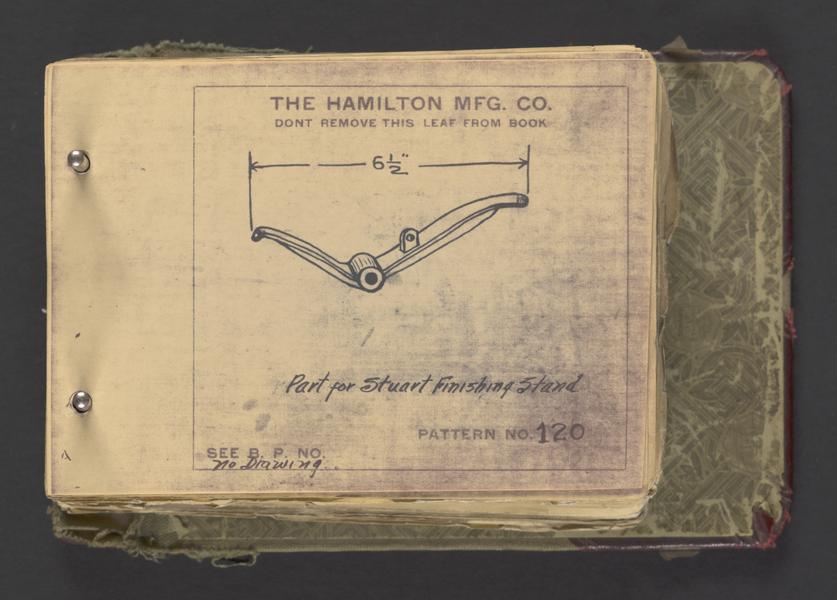 THE HAMILTON MFG. CO.
DONT REMOVE THIS LEAF FROM BOOK
6 1/2"
Part for Stuart Finishing Stand
PATTERN NO. 120
SEE B. P. NO.
no Drawing.